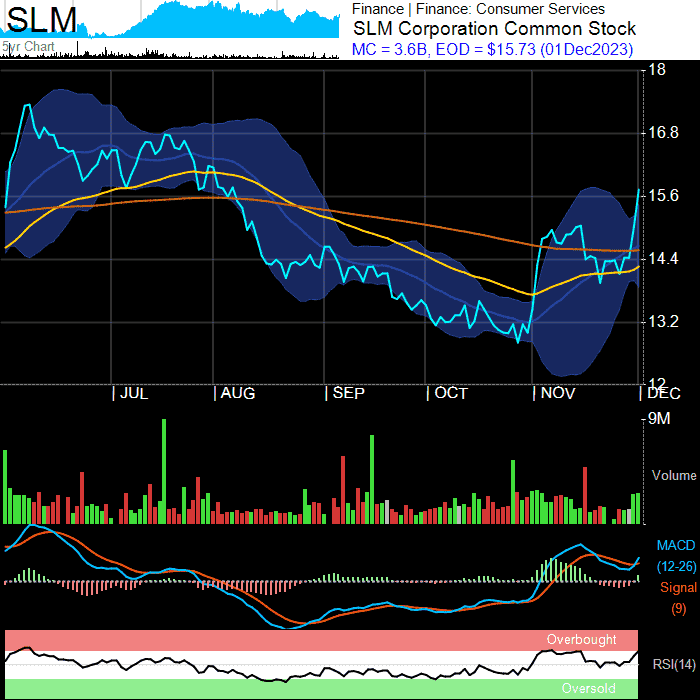 SLM
5yr Chart
Finance | Finance: Consumer Services
SLM Corporation Common Stock
MC = 3.6B, EOD = $15.73 (01Dec2023)
18
16.8
15.6
14.4
13.2
12
| JUL | AUG | SEP | OCT | NOV | DEC
9M
Volume
MACD
(12-26)
Signal
(9)
Overbought
RSI(14)
Oversold